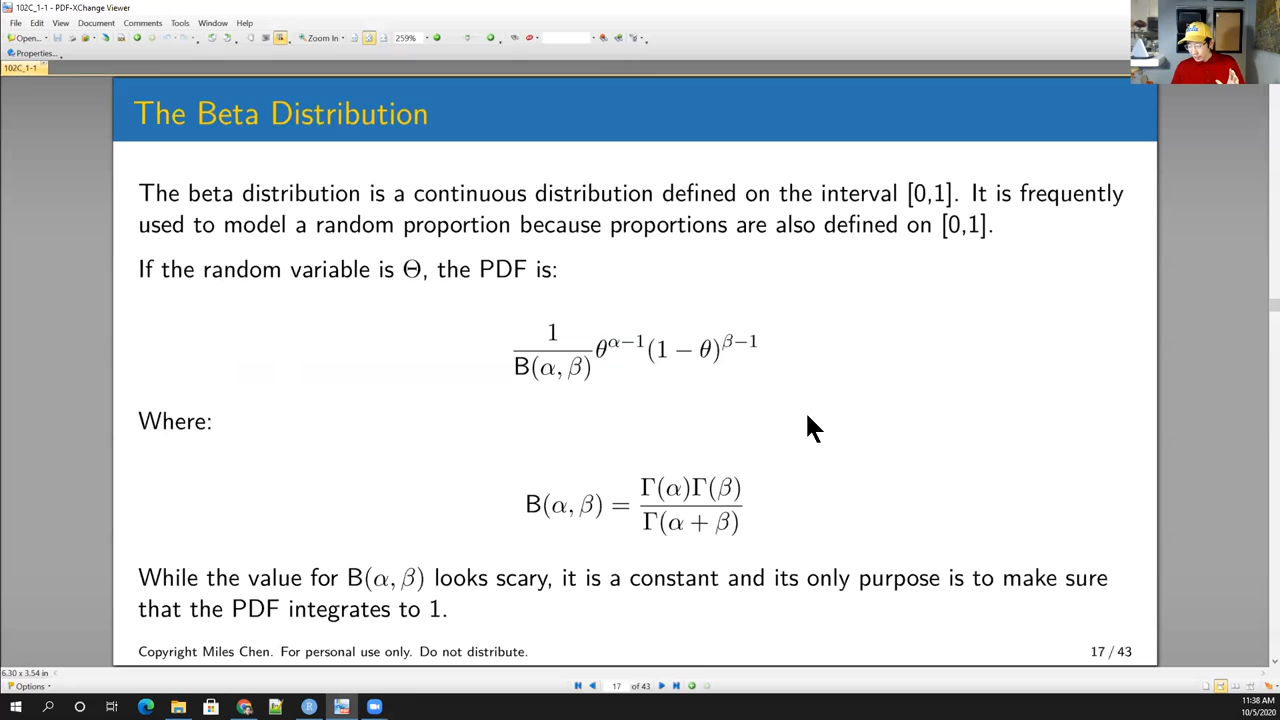 102C_1-1 - PDF-XChange Viewer
File Edit View Document Comments Tools Window Help
Open... Zoom In 259%
Properties...
102C_1-1
The Beta Distribution
The beta distribution is a continuous distribution defined on the interval [0,1]. It is frequently
used to model a random proportion because proportions are also defined on [0,1].
If the random variable is Θ, the PDF is:
1
B(α, β)
θ^{α−1}(1 − θ)^{β−1}
Where:
B(α, β) = Γ(α)Γ(β)
Γ(α + β)
While the value for B(α, β) looks scary, it is a constant and its only purpose is to make sure
that the PDF integrates to 1.
Copyright Miles Chen. For personal use only. Do not distribute. 17 / 43
6.30 x 3.54 in
Options 17 of 43
11:38 AM
10/5/2020